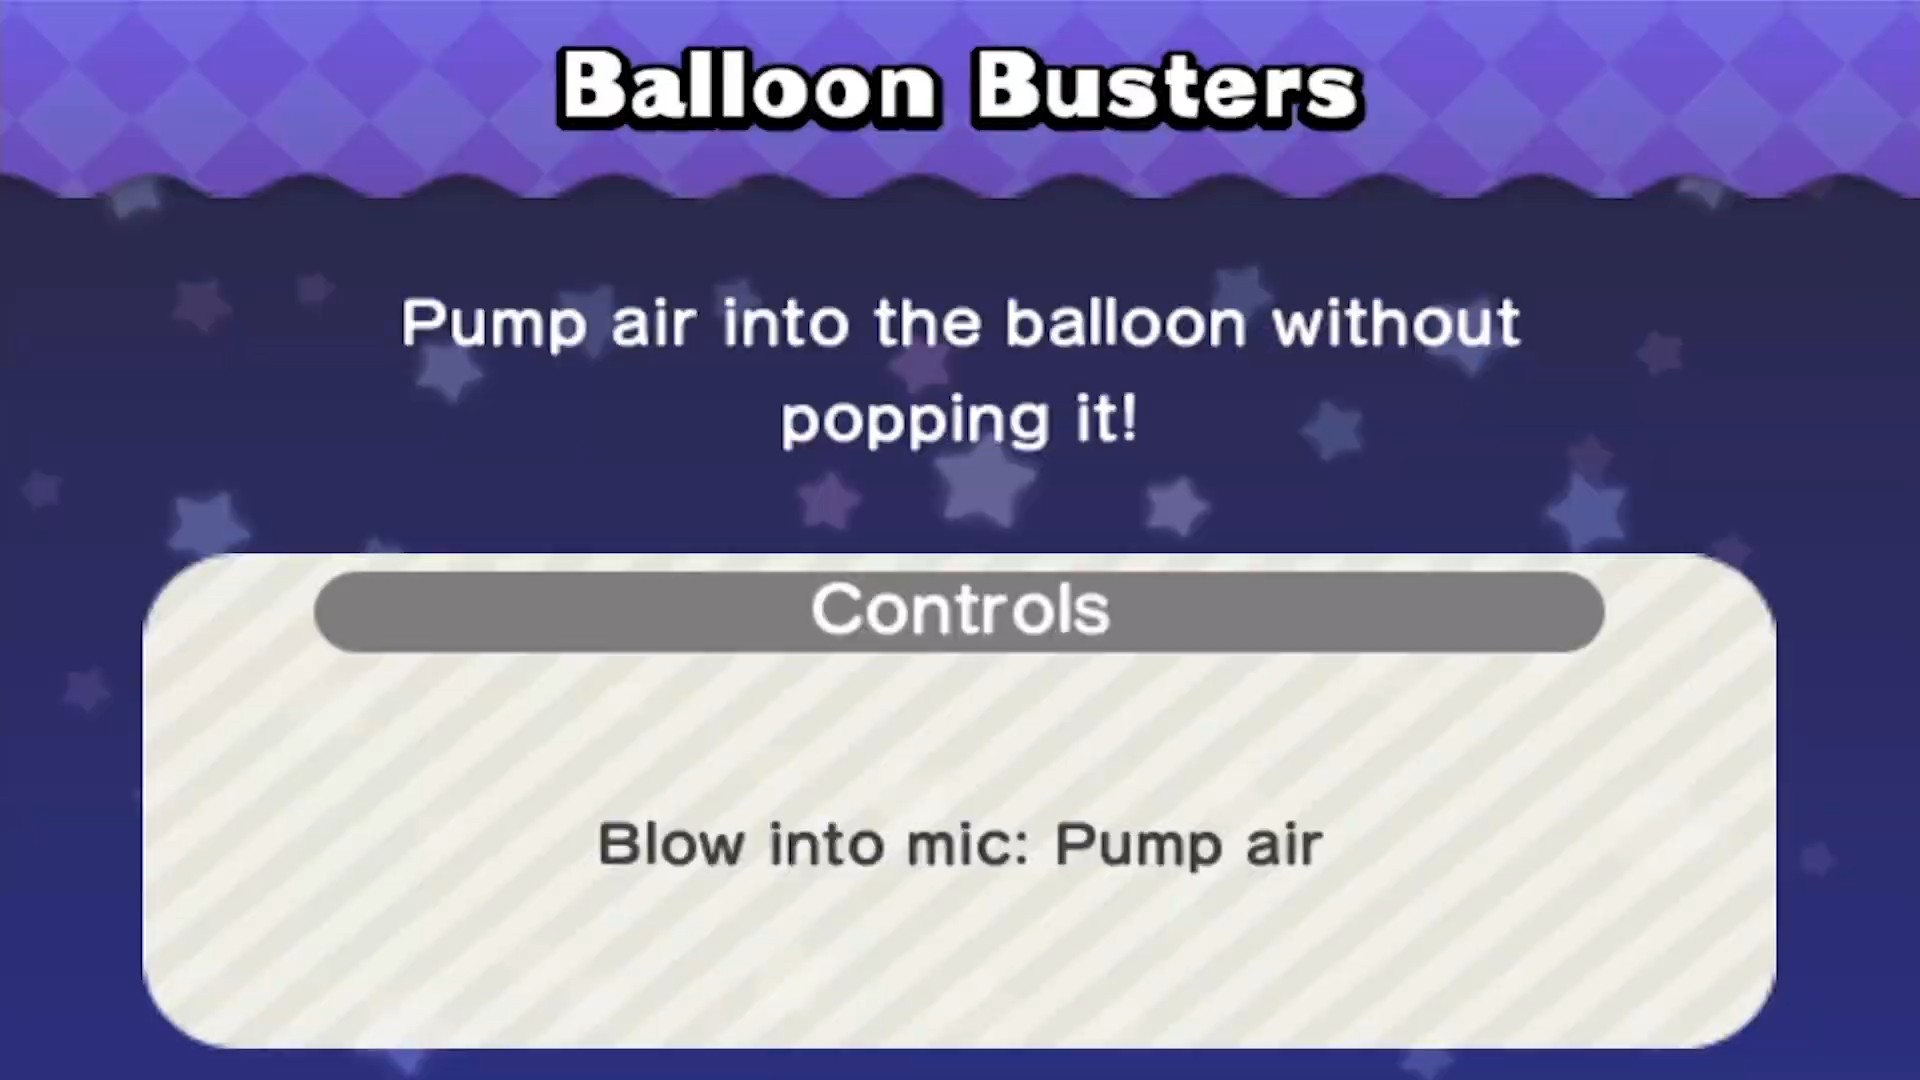 Balloon Busters
Pump air into the balloon without
popping it!
Controls
Blow into mic: Pump air